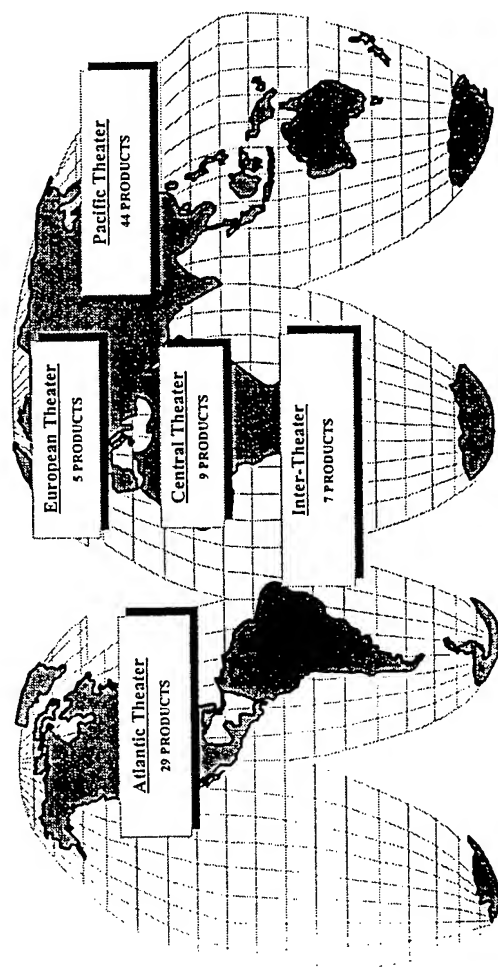 Atlantic Theater
29 PRODUCTS
European Theater
5 PRODUCTS
Central Theater
9 PRODUCTS
Inter-Theater
7 PRODUCTS
Pacific Theater
44 PRODUCTS